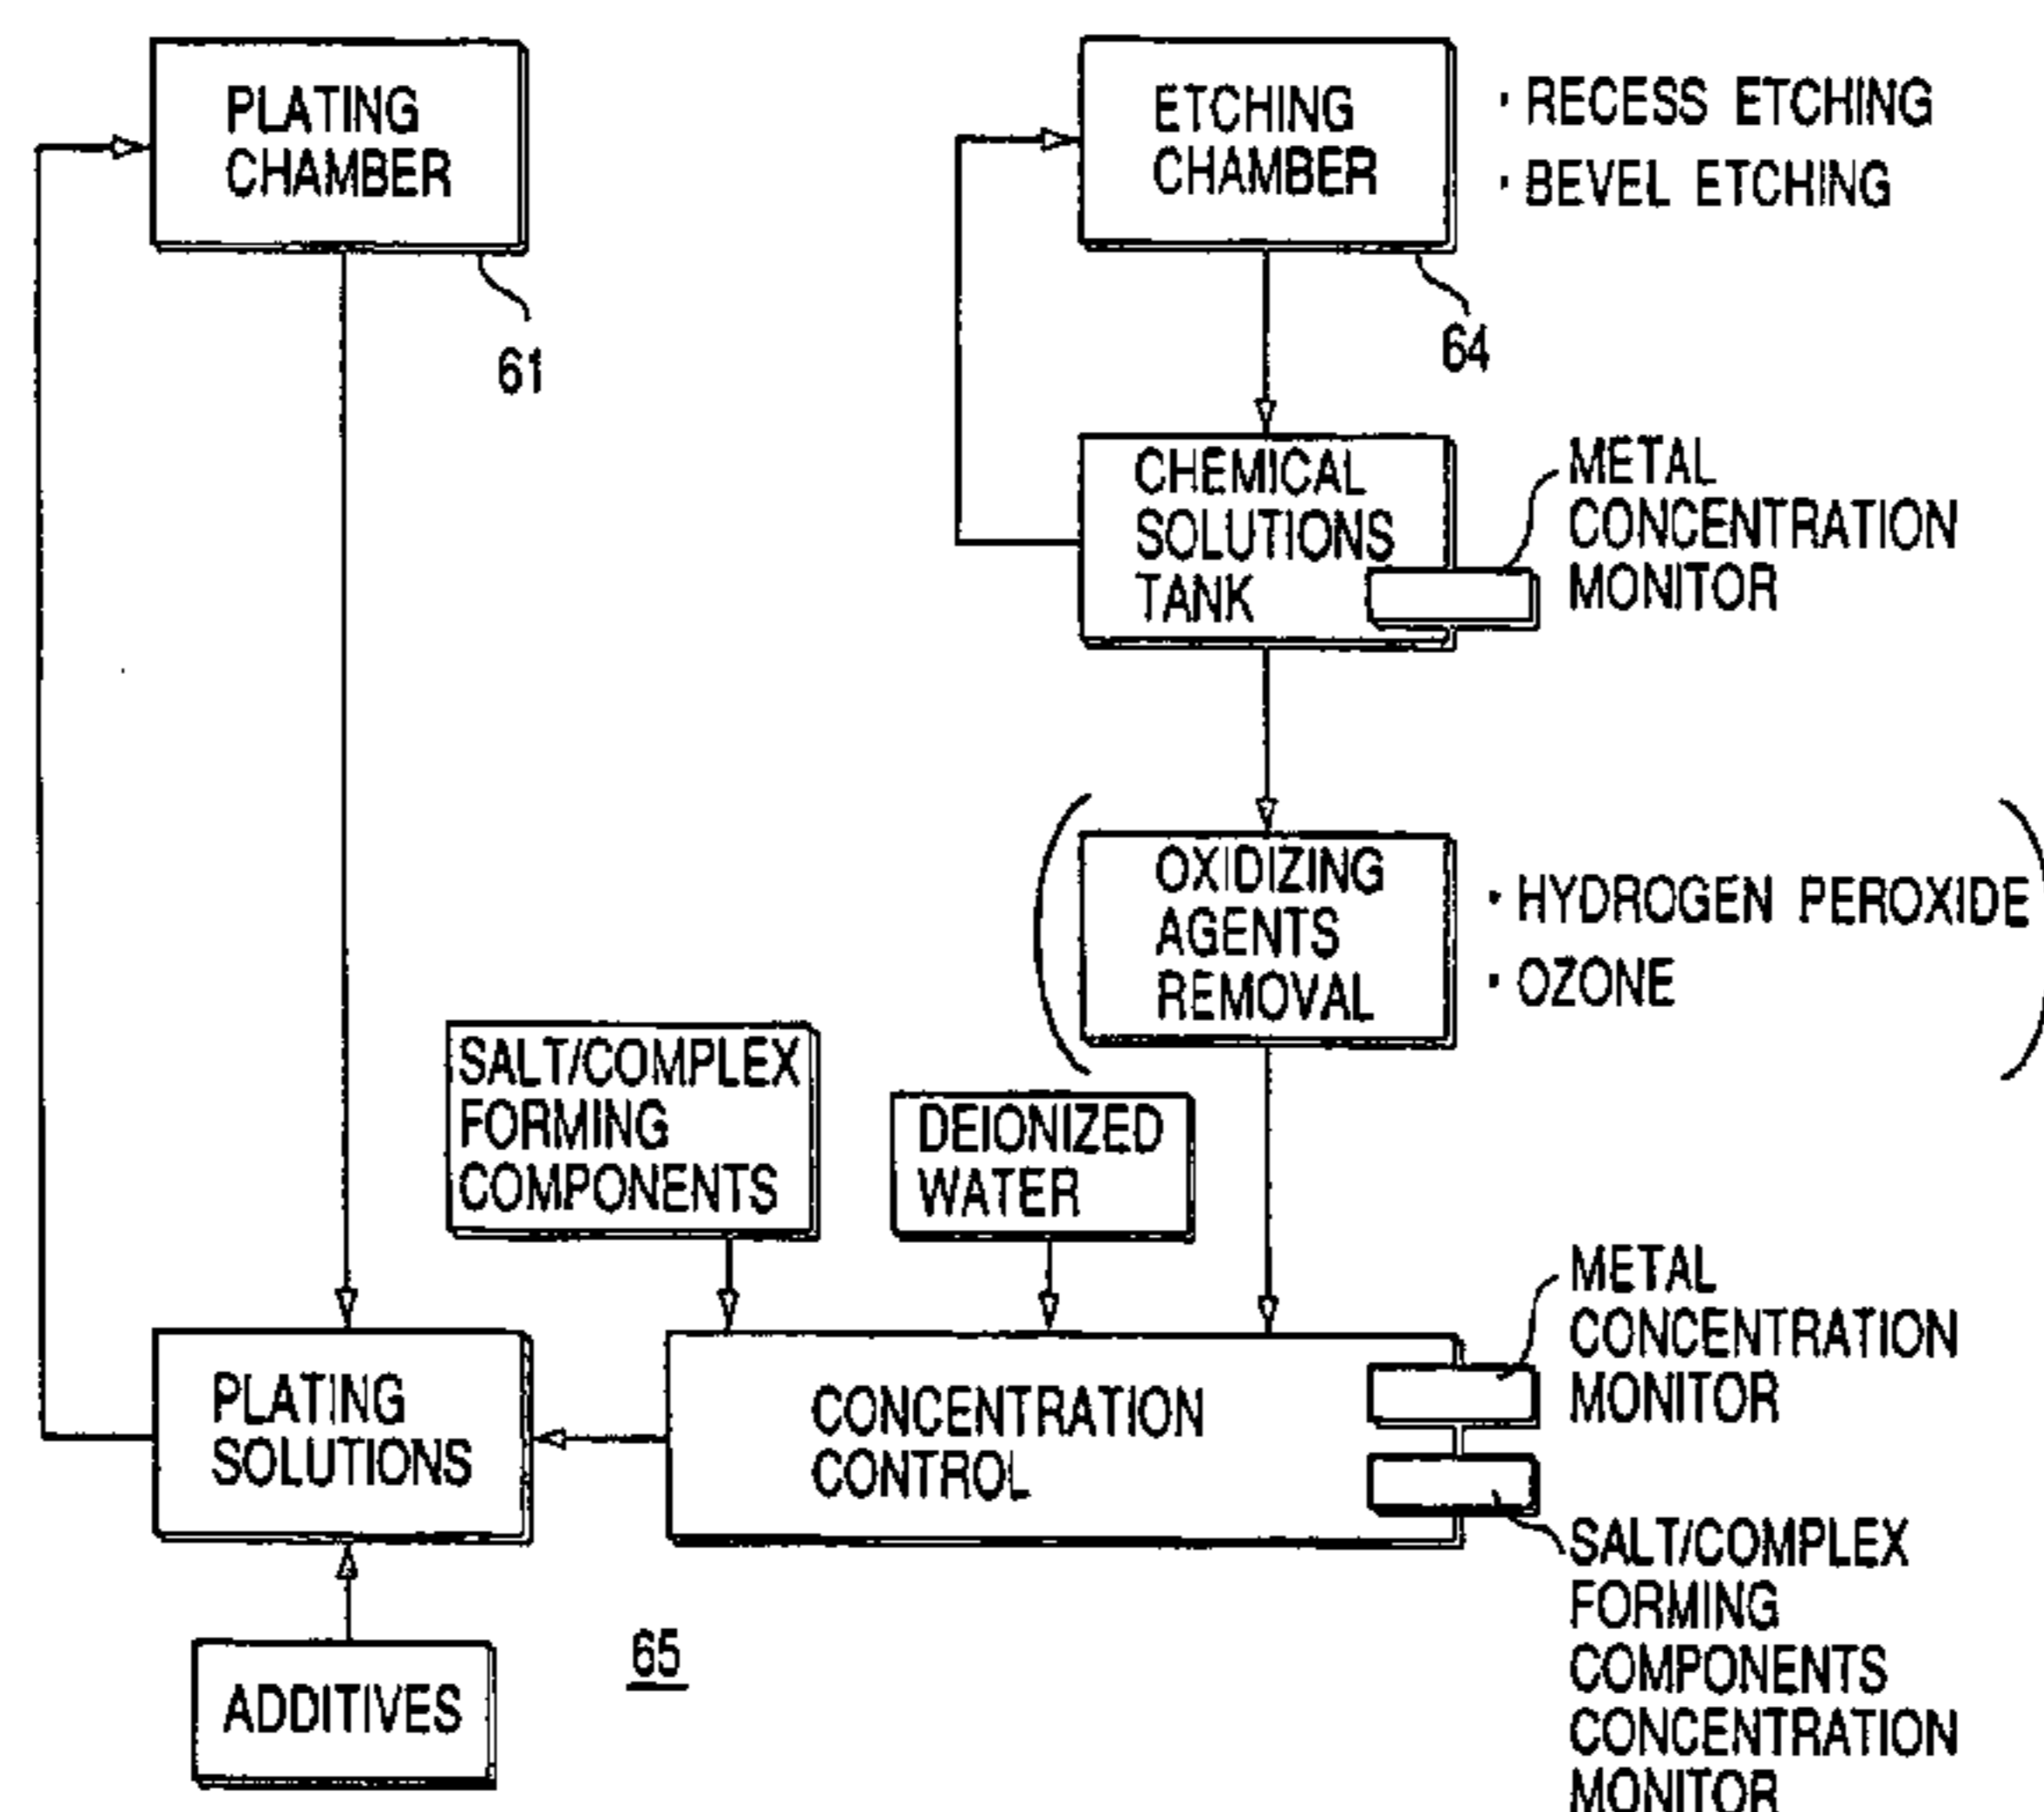 PLATING
CHAMBER
61
ETCHING
CHAMBER
· RECESS ETCHING
· BEVEL ETCHING
64
CHEMICAL
SOLUTIONS
TANK
METAL
CONCENTRATION
MONITOR
OXIDIZING
AGENTS
REMOVAL
· HYDROGEN PEROXIDE
· OZONE
SALT/COMPLEX
FORMING
COMPONENTS
DEIONIZED
WATER
PLATING
SOLUTIONS
CONCENTRATION
CONTROL
METAL
CONCENTRATION
MONITOR
SALT/COMPLEX
FORMING
COMPONENTS
CONCENTRATION
MONITOR
ADDITIVES
65